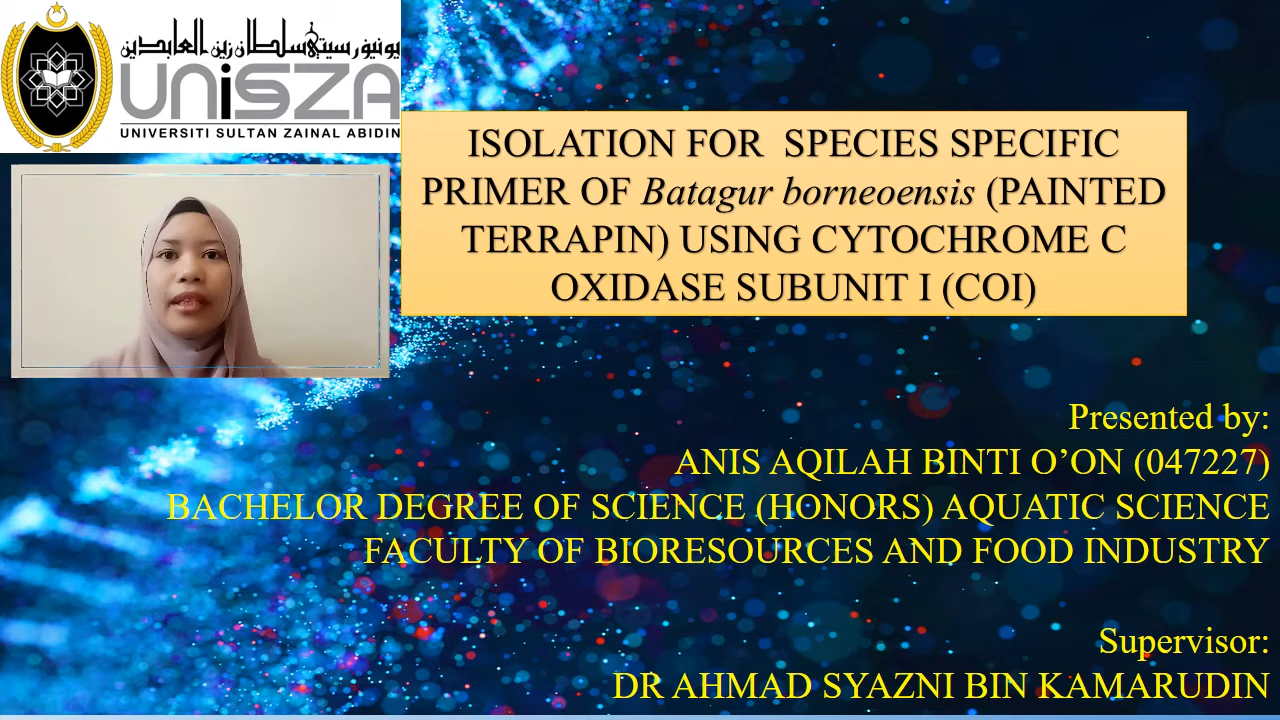 يونيۏرسيتي سلطان زين العابدين
UNiSZA
UNIVERSITI SULTAN ZAINAL ABIDIN
ISOLATION FOR  SPECIES SPECIFIC
PRIMER OF Batagur borneoensis (PAINTED
TERRAPIN) USING CYTOCHROME C
OXIDASE SUBUNIT I (COI)
Presented by:
ANIS AQILAH BINTI O’ON (047227)
BACHELOR DEGREE OF SCIENCE (HONORS) AQUATIC SCIENCE
FACULTY OF BIORESOURCES AND FOOD INDUSTRY
Supervisor:
DR AHMAD SYAZNI BIN KAMARUDIN